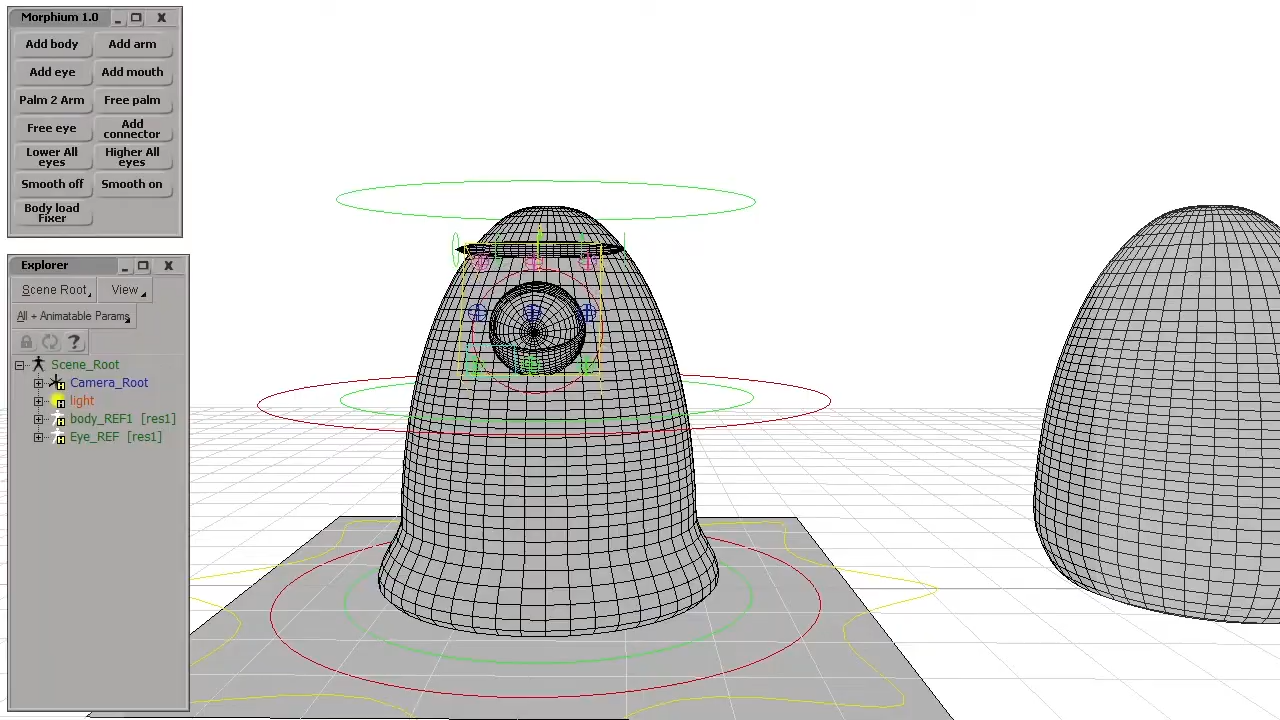 Morphium 1.0
Add body
Add arm
Add eye
Add mouth
Palm 2 Arm
Free palm
Free eye
Add
connector
Lower All
eyes
Higher All
eyes
Smooth off
Smooth on
Body load
Fixer
Explorer
Scene Root
View
All + Animatable Params
Scene_Root
Camera_Root
light
body_REF1 [res1]
Eye_REF [res1]